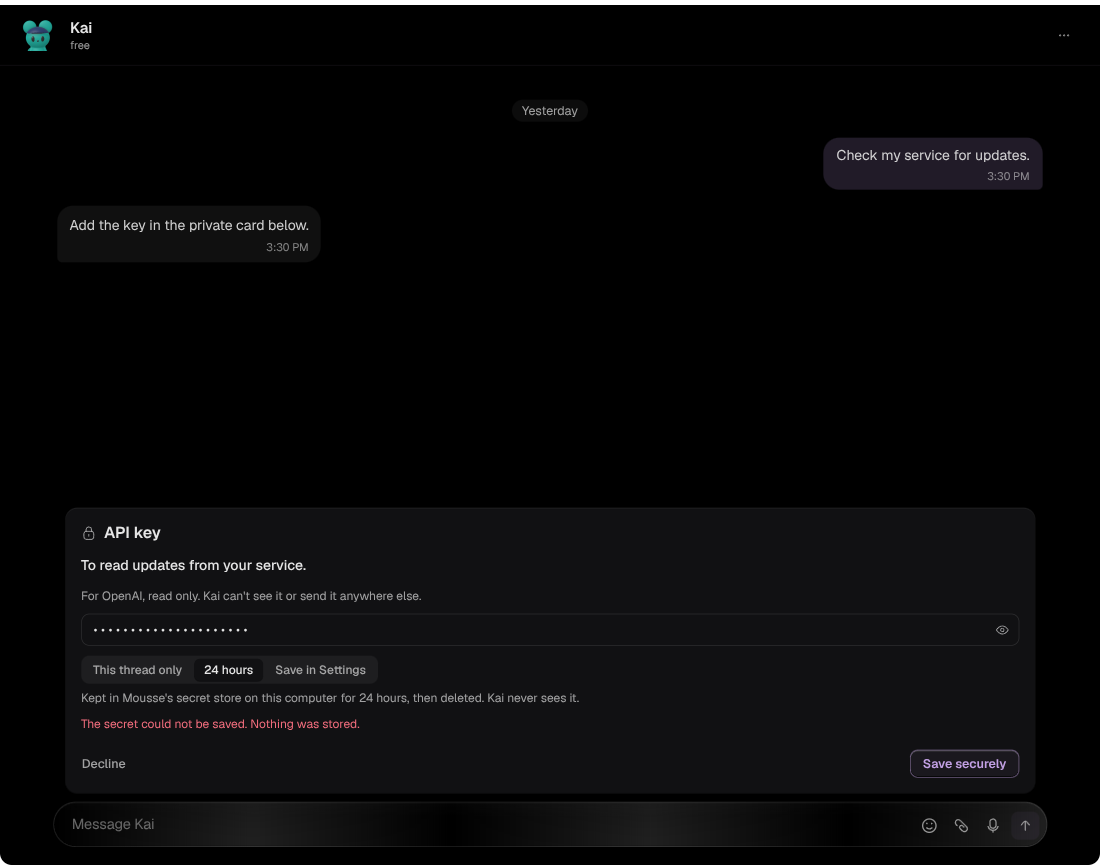 Kai
free
Yesterday
Check my service for updates.
3:30 PM
Add the key in the private card below.
3:30 PM
API key
To read updates from your service.
For OpenAI, read only. Kai can't see it or send it anywhere else.
•••••••••••••••••••••
This thread only 24 hours Save in Settings
Kept in Mousse's secret store on this computer for 24 hours, then deleted. Kai never sees it.
The secret could not be saved. Nothing was stored.
Decline Save securely
Message Kai